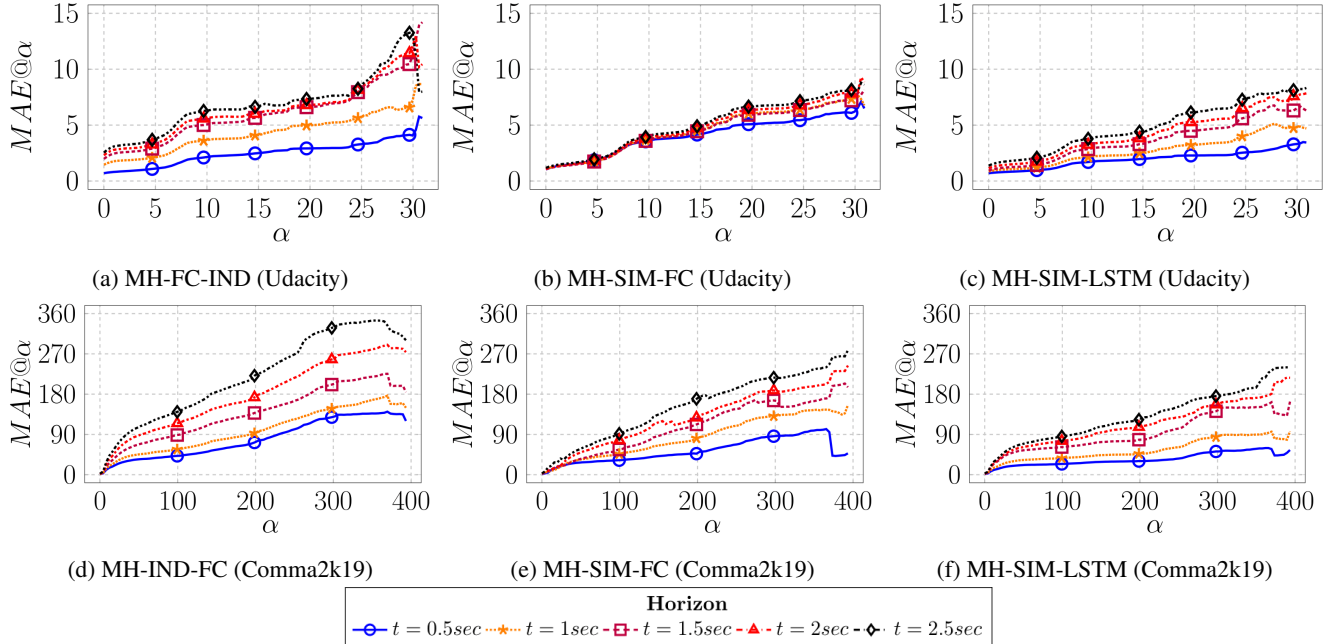 15
10
5
0
MAE@α
0 5 10 15 20 25 30
α
(a) MH-FC-IND (Udacity)
15
10
5
0
MAE@α
0 5 10 15 20 25 30
α
(b) MH-SIM-FC (Udacity)
15
10
5
0
MAE@α
0 5 10 15 20 25 30
α
(c) MH-SIM-LSTM (Udacity)
360
270
180
90
0
MAE@α
0 100 200 300 400
α
(d) MH-IND-FC (Comma2k19)
360
270
180
90
0
MAE@α
0 100 200 300 400
α
(e) MH-SIM-FC (Comma2k19)
360
270
180
90
0
MAE@α
0 100 200 300 400
α
(f) MH-SIM-LSTM (Comma2k19)
Horizon
t = 0.5sec t = 1sec t = 1.5sec t = 2sec t = 2.5sec